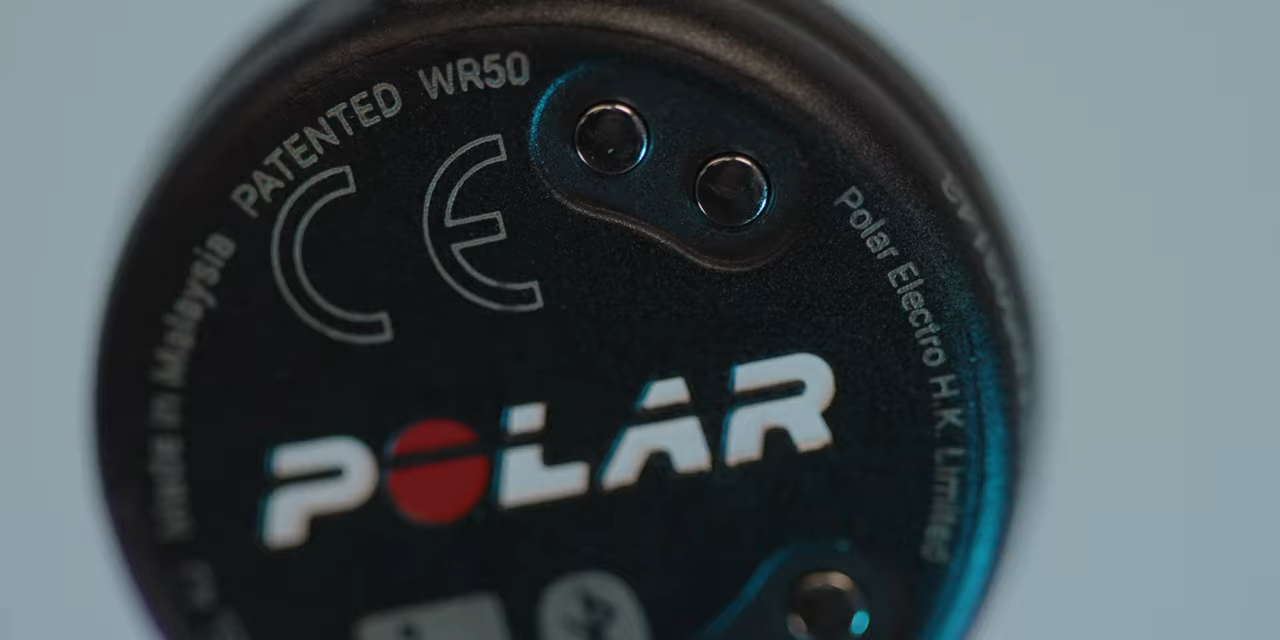 Made in Malaysia PATENTED WR50
CE
Polar Electro H.K. Limited
POLAR